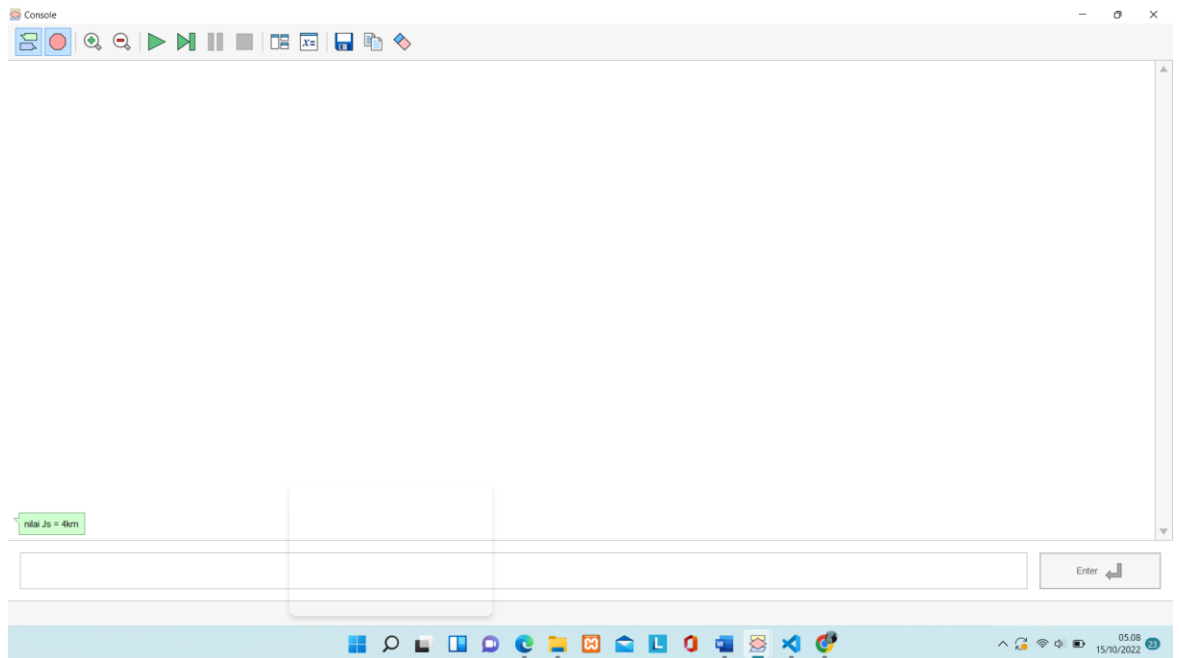 Console
x=
nilai Js = 4km
Enter
L
W
05.08
15/10/2022
23